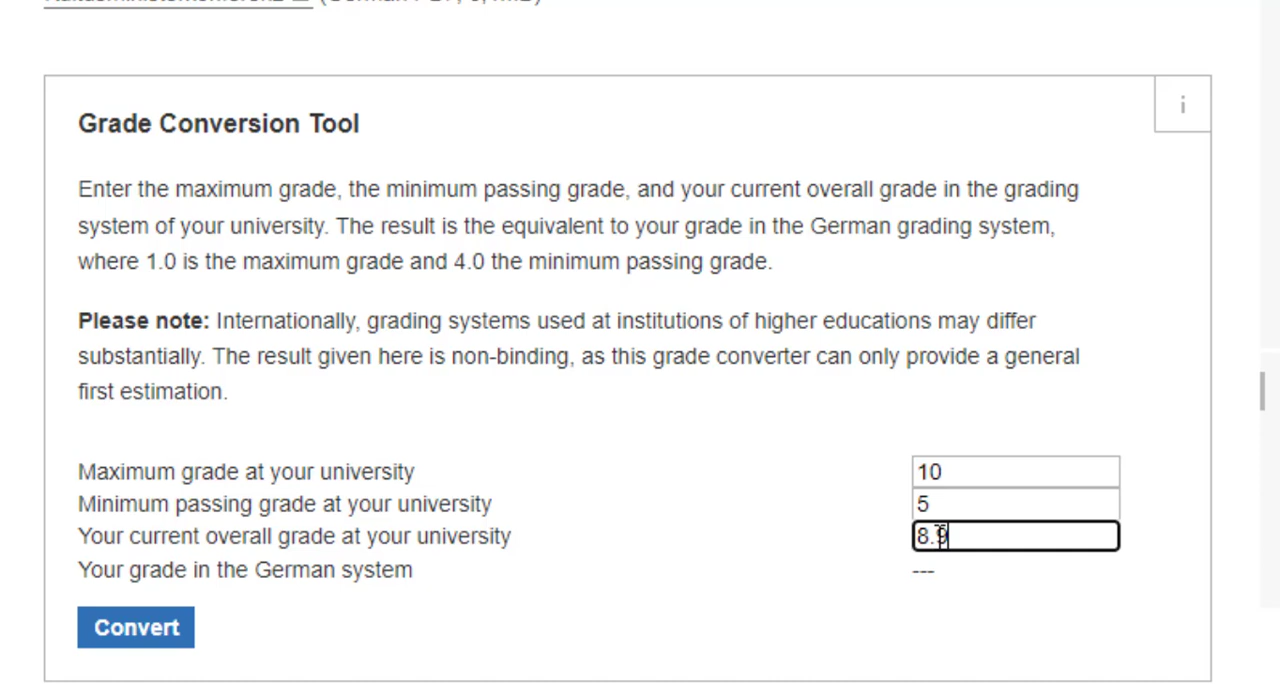 i
Grade Conversion Tool
Enter the maximum grade, the minimum passing grade, and your current overall grade in the grading
system of your university. The result is the equivalent to your grade in the German grading system,
where 1.0 is the maximum grade and 4.0 the minimum passing grade.
Please note: Internationally, grading systems used at institutions of higher educations may differ
substantially. The result given here is non-binding, as this grade converter can only provide a general
first estimation.
Maximum grade at your university 10
Minimum passing grade at your university 5
Your current overall grade at your university 8.9
Your grade in the German system ---
Convert